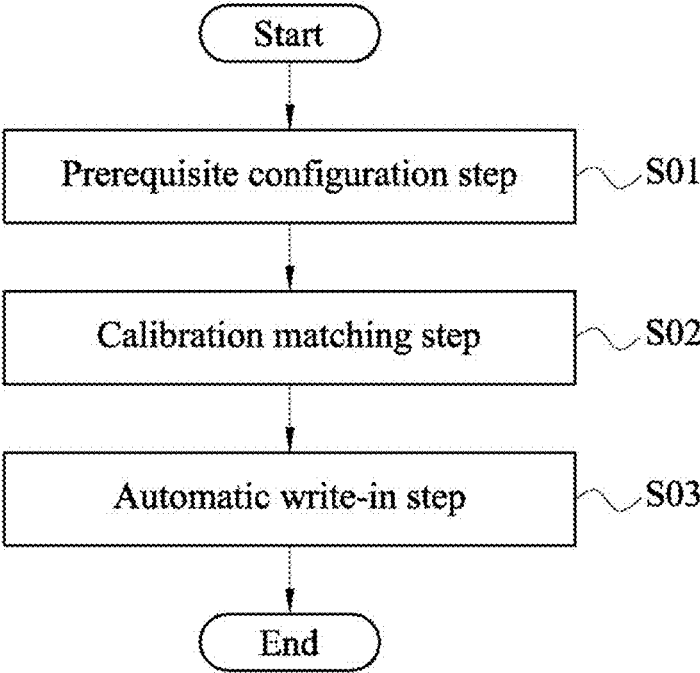 Start
Prerequisite configuration step S01
Calibration matching step S02
Automatic write-in step S03
End